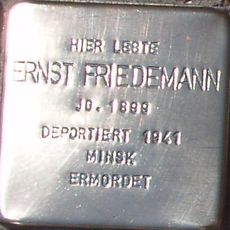 HIER LEBTE
ERNST FRIEDEMANN
JG. 1899
DEPORTIERT 1941
MINSK
ERMORDET